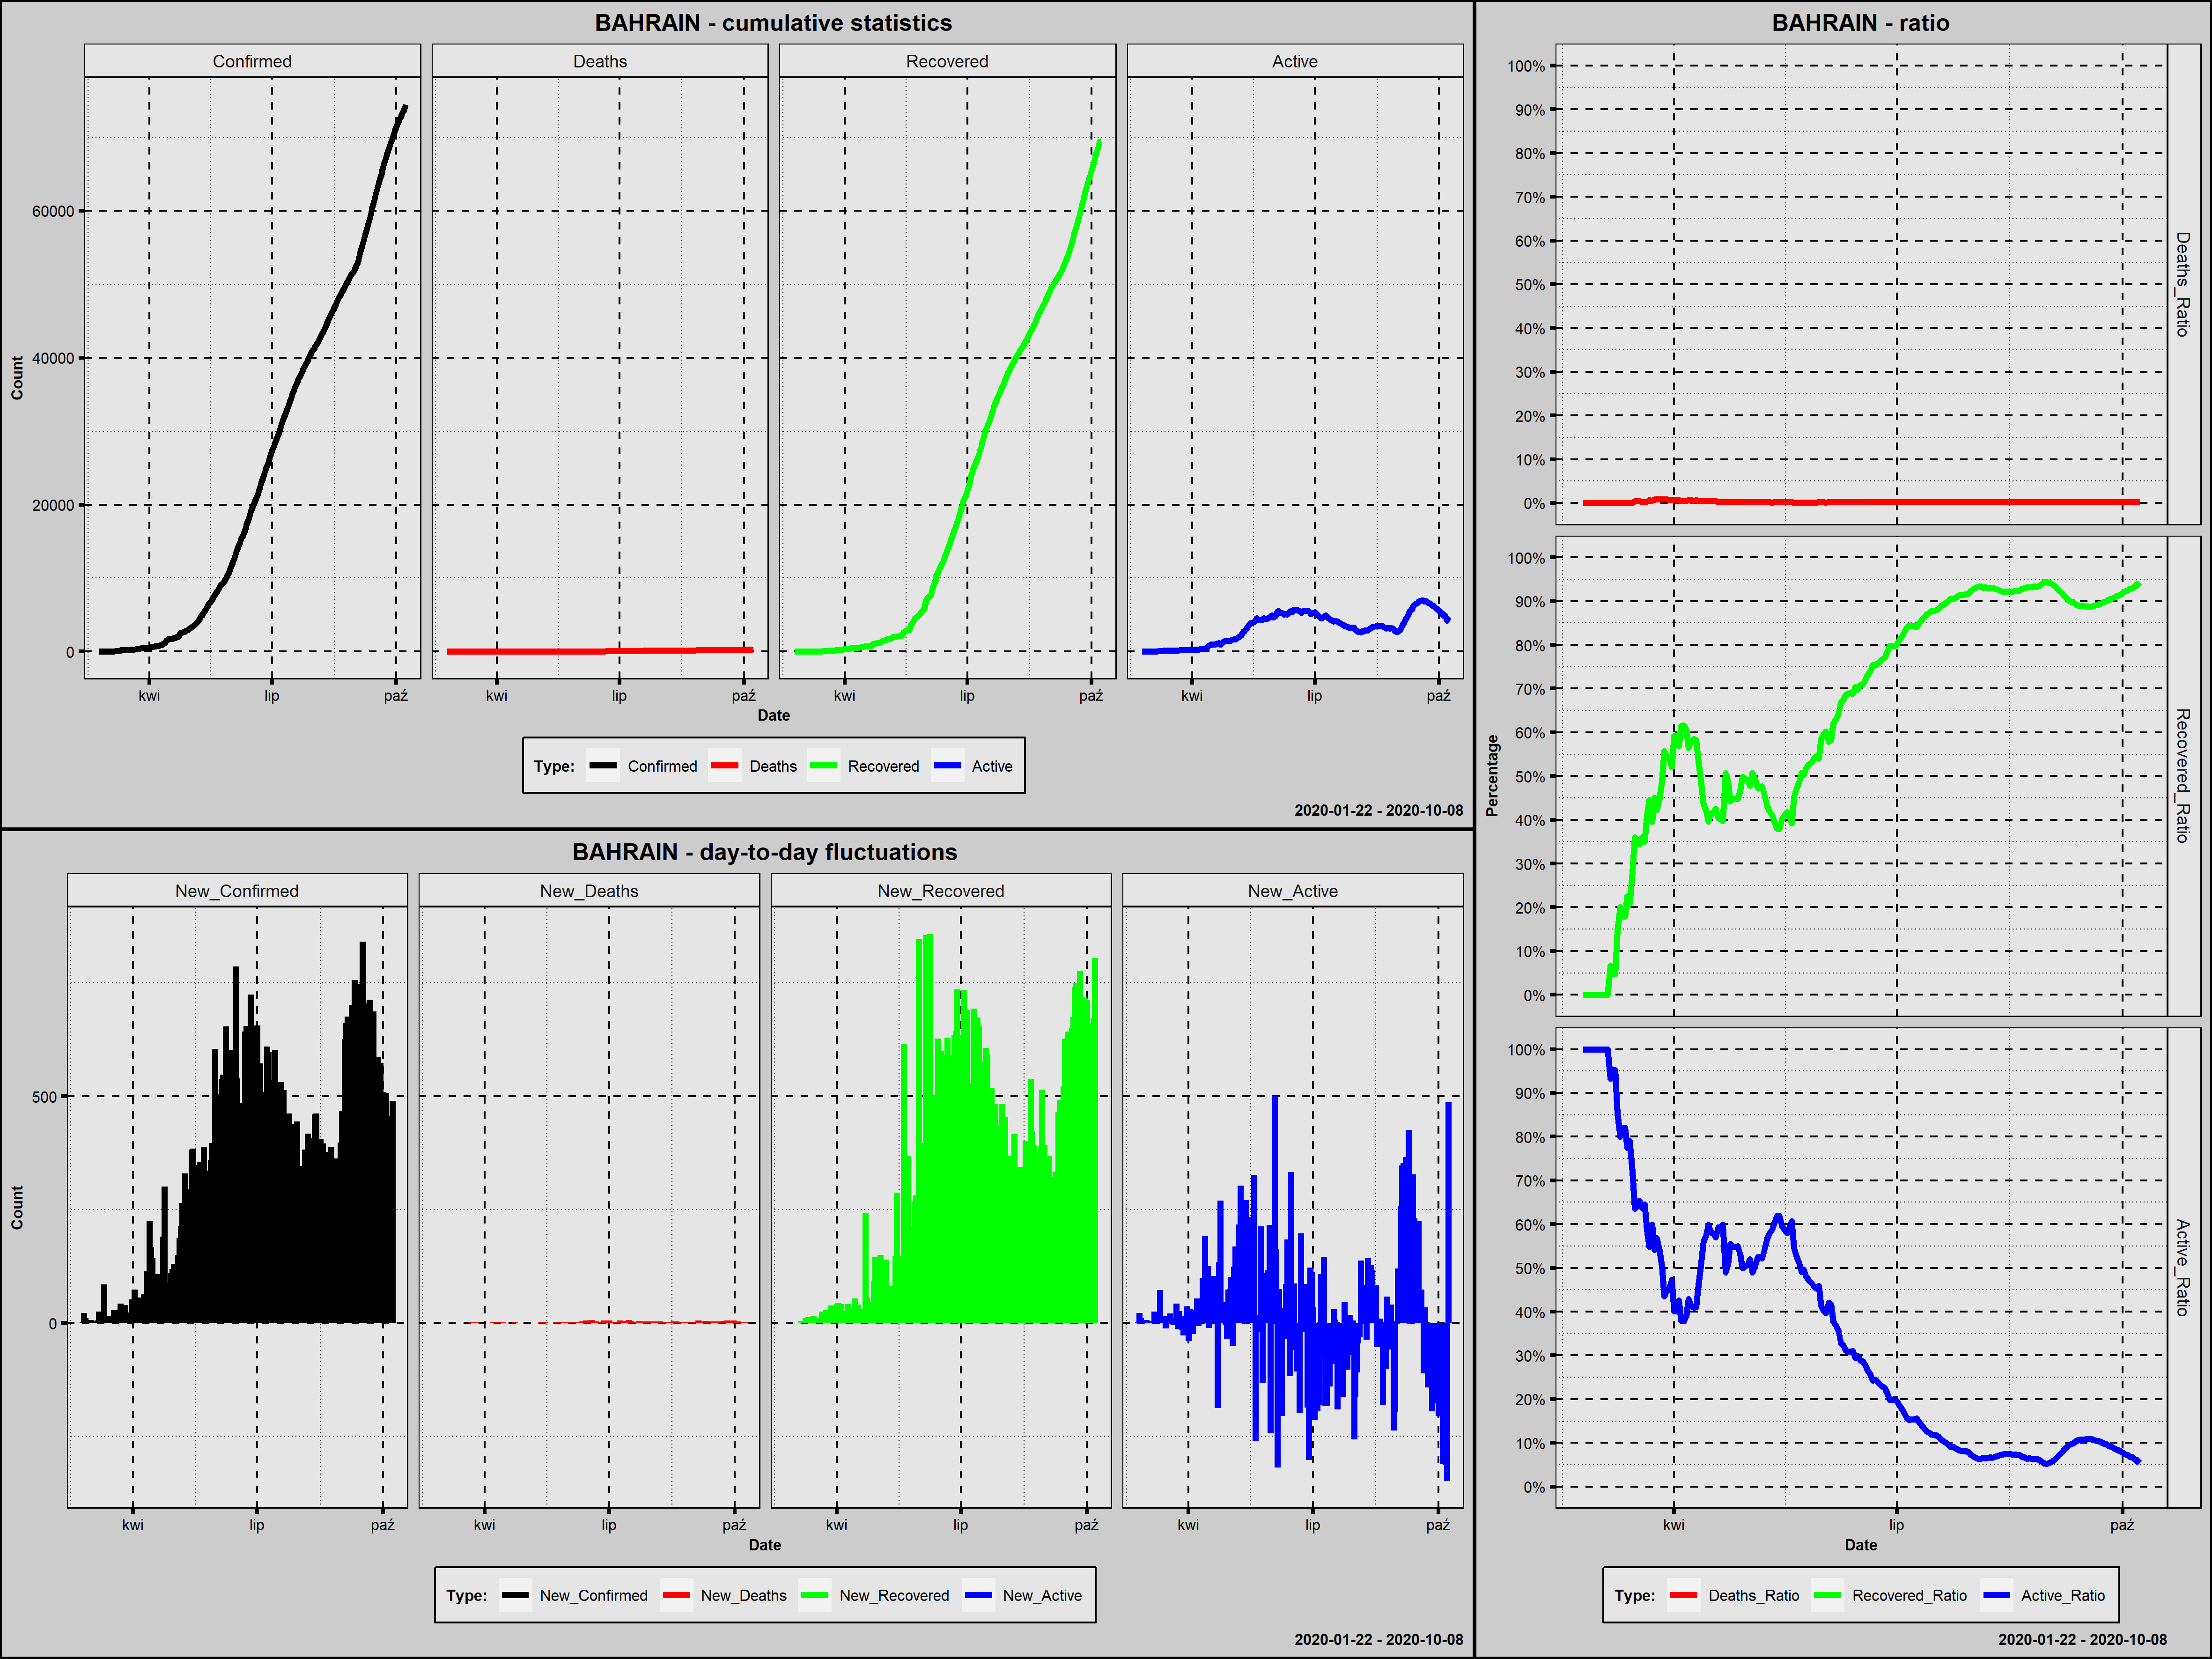 BAHRAIN - cumulative statistics
Confirmed Deaths Recovered Active
Count
60000
40000
20000
0
kwi lip paź kwi lip paź kwi lip paź kwi lip paź
Date
Type: Confirmed Deaths Recovered Active
2020-01-22 - 2020-10-08
BAHRAIN - day-to-day fluctuations
New_Confirmed New_Deaths New_Recovered New_Active
Count
500
0
kwi lip paź kwi lip paź kwi lip paź kwi lip paź
Date
Type: New_Confirmed New_Deaths New_Recovered New_Active
2020-01-22 - 2020-10-08
BAHRAIN - ratio
Percentage
100%
90%
80%
70%
60%
50%
40%
30%
20%
10%
0%
Deaths_Ratio
100%
90%
80%
70%
60%
50%
40%
30%
20%
10%
0%
Recovered_Ratio
100%
90%
80%
70%
60%
50%
40%
30%
20%
10%
0%
Active_Ratio
kwi lip paź
Date
Type: Deaths_Ratio Recovered_Ratio Active_Ratio
2020-01-22 - 2020-10-08